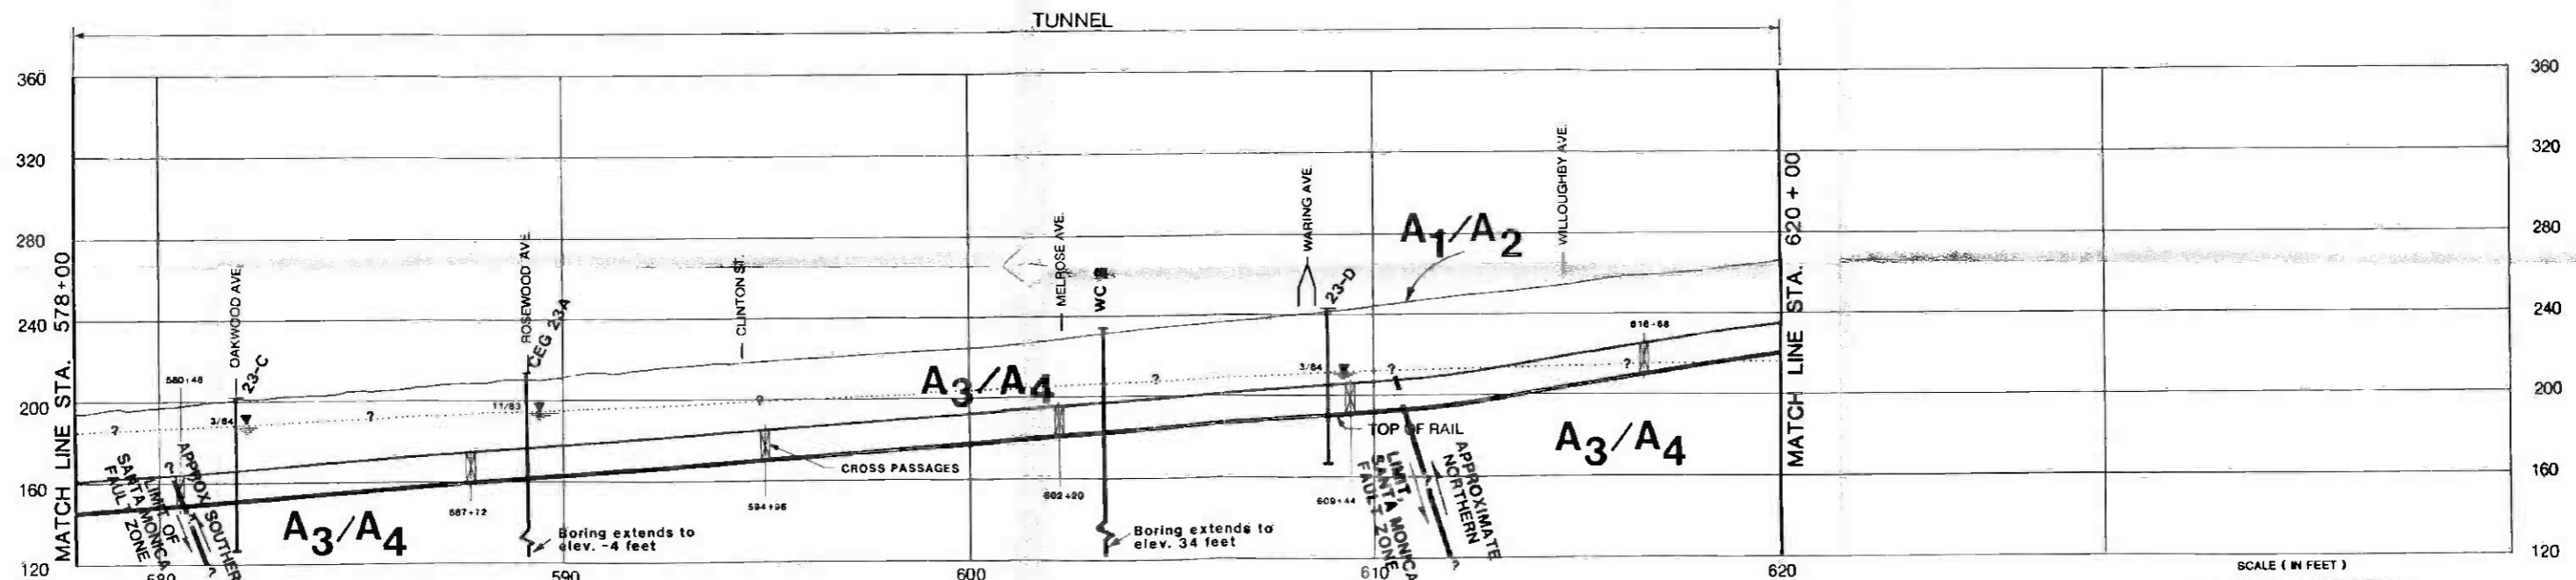 TUNNEL
360
360
320
320
280
280
240
240
200
200
160
160
120
120
MATCH LINE STA. 578+00
MATCH LINE STA. 620+00
OAKWOOD AVE.
23-C
ROSEWOOD AVE.
CEG 23A
CLINTON ST.
MELROSE AVE.
WC
WARING AVE.
23-D
WILLOUGHBY AVE.
A1/A2
A3/A4
A3/A4
A3/A4
580+48
3/84
11/83
3/84
616-68
?
?
?
?
?
?
?
?
?
?
TOP OF RAIL
CROSS PASSAGES
587+72
594+96
602+20
609+44
Boring extends to
elev. -4 feet
Boring extends to
elev. 34 feet
APPROX SOUTHER
LIMIT OF
SANTA MONICA
FAULT ZONE
APPROXIMATE
NORTHERN
LIMIT, SANTA MONICA
FAULT ZONE
580
590
600
610
620
SCALE ( IN FEET )